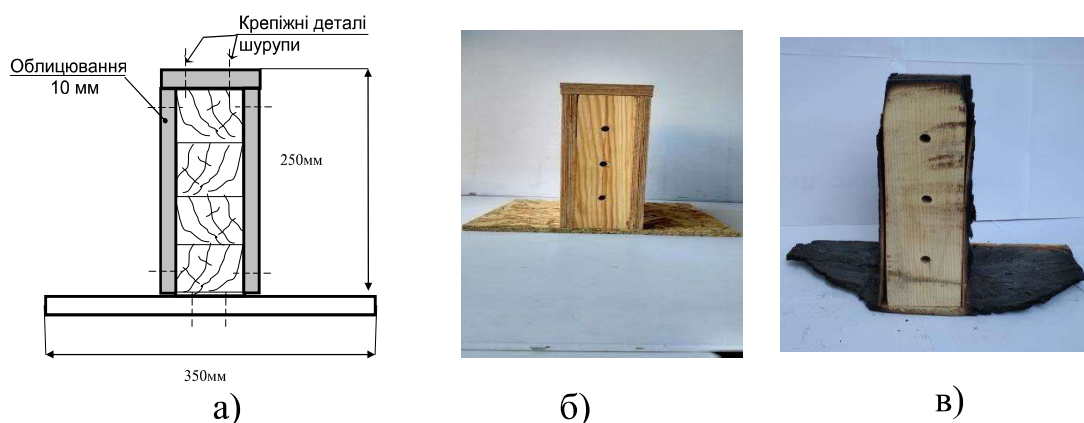 Крепіжні деталі
шурупи
Облицювання
10 мм
250мм
350мм
а)
б)
в)